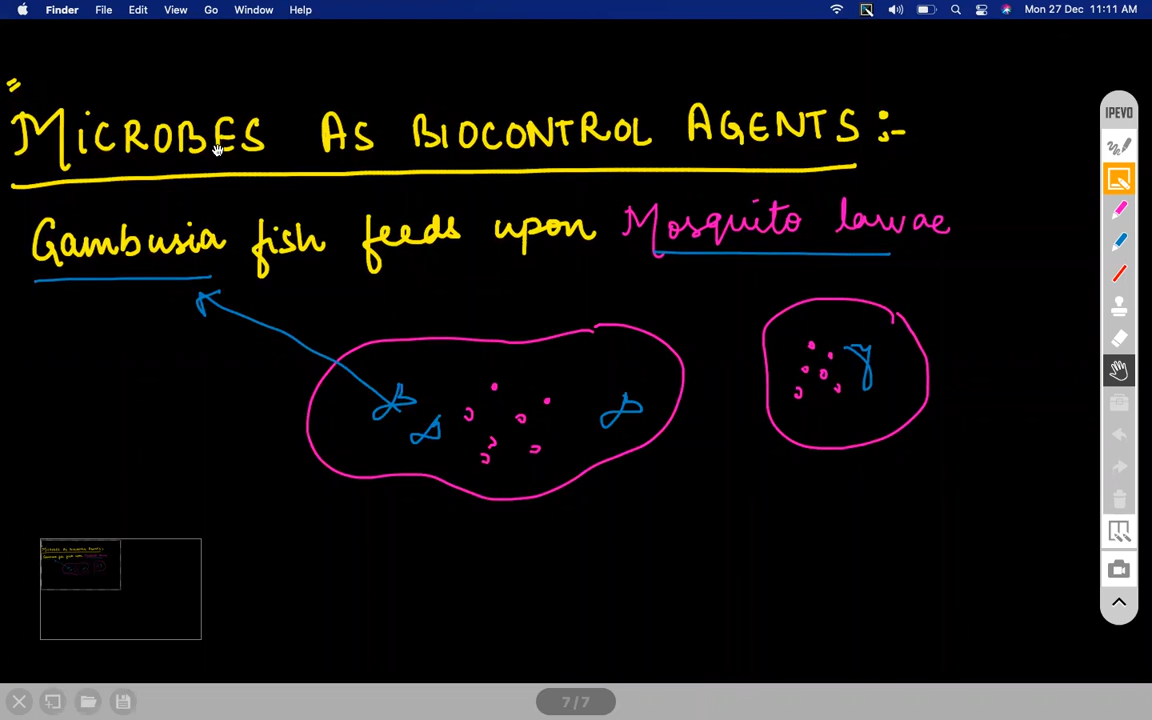 Finder File Edit View Go Window Help Mon 27 Dec 11:11 AM
MICROBES AS BIOCONTROL AGENTS :-
Gambusia fish feeds upon Mosquito larvae
IPEVO
7/7